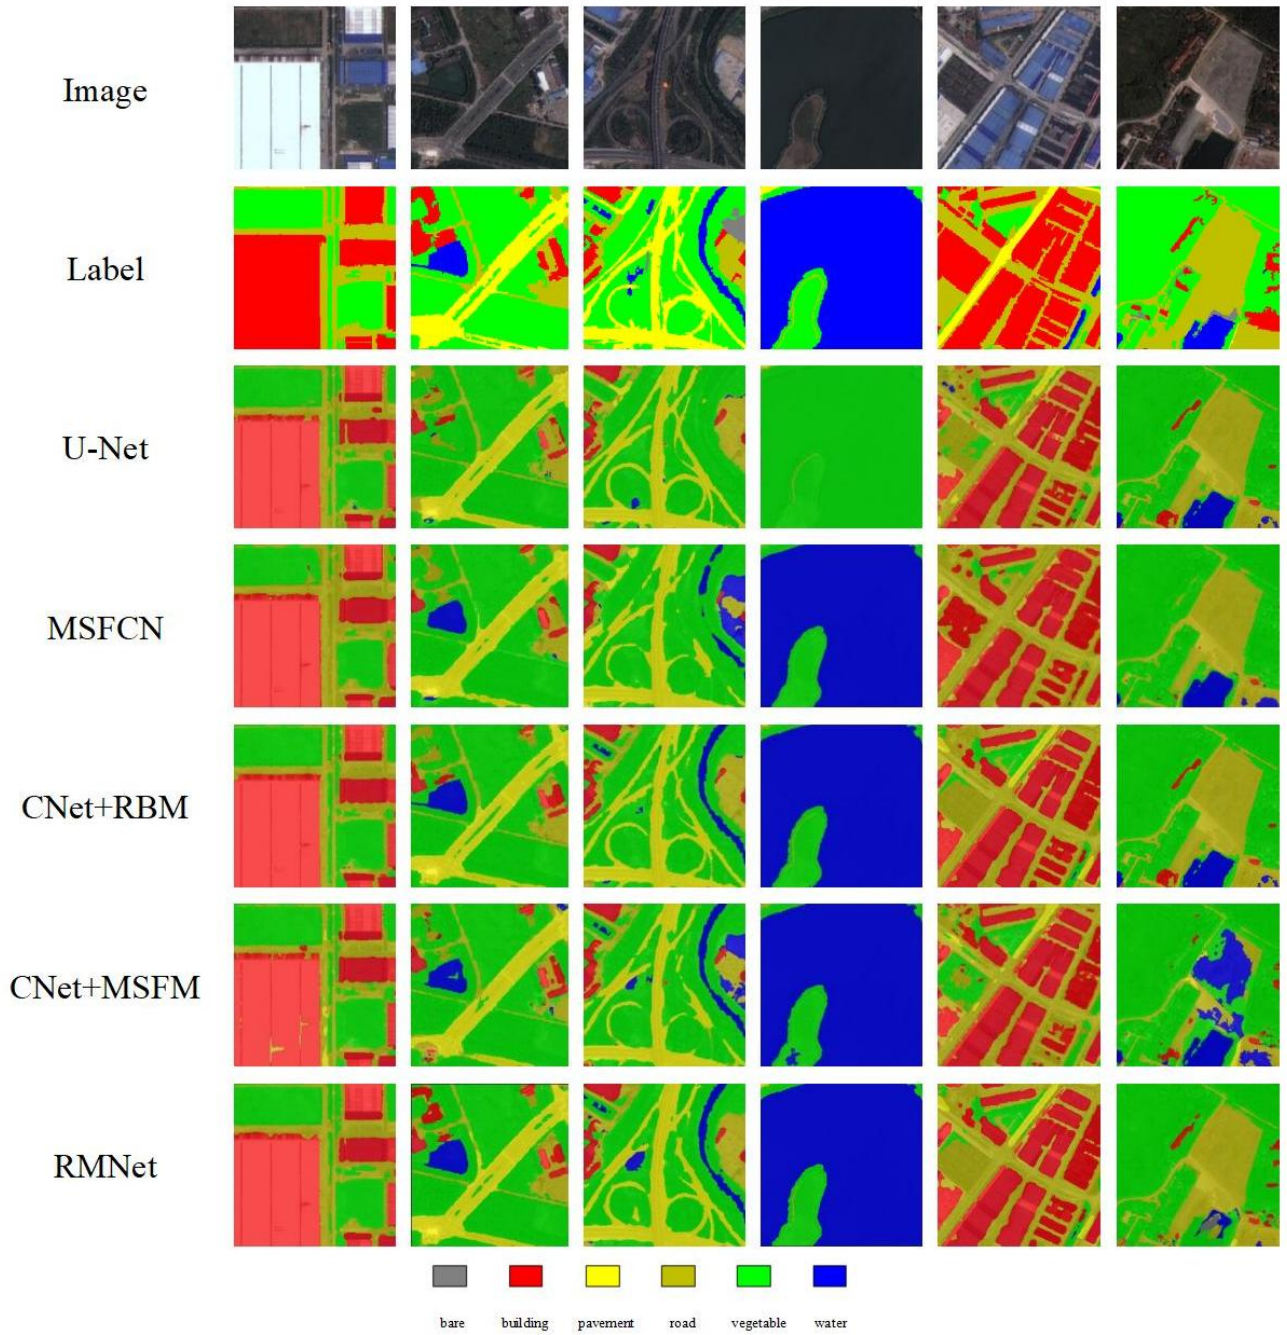 Image
Label
U-Net
MSFCN
CNet+RBM
CNet+MSFM
RMNet
bare building pavement road vegetable water